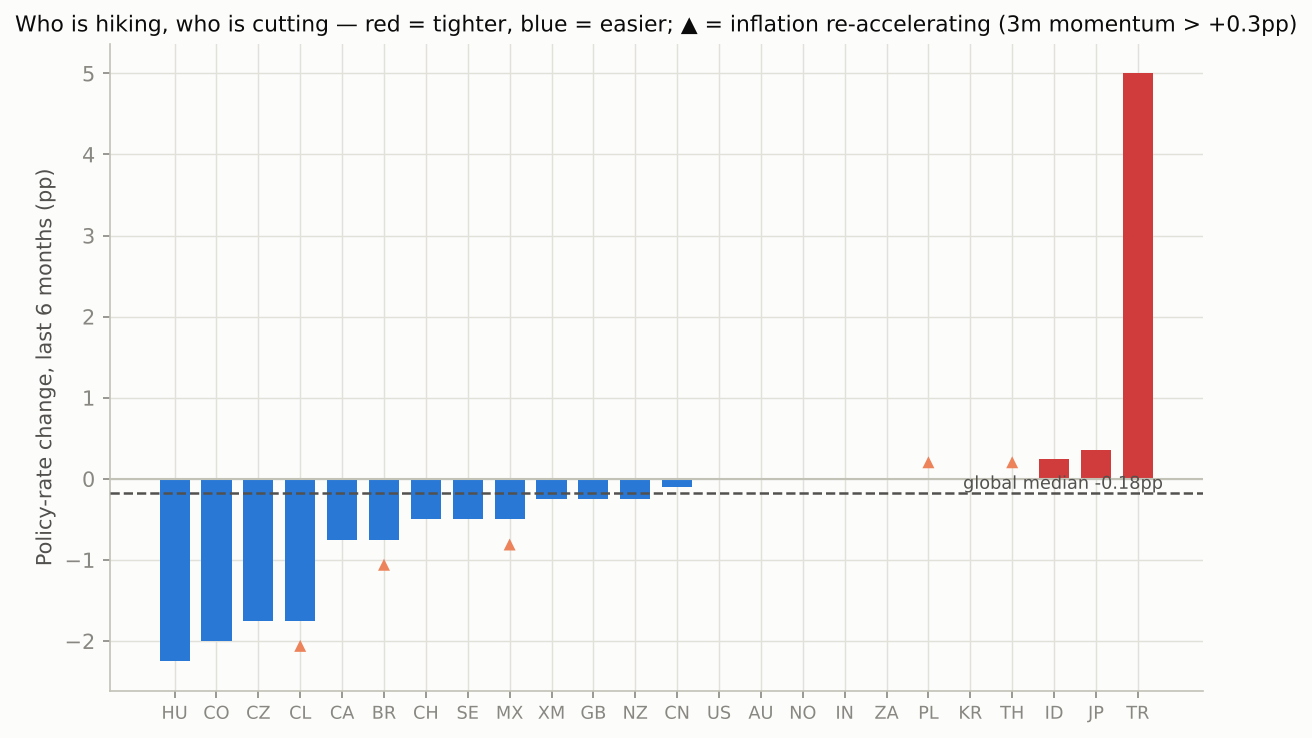 Who is hiking, who is cutting — red = tighter, blue = easier; ▲ = inflation re-accelerating (3m momentum > +0.3pp)
Policy-rate change, last 6 months (pp)
5
4
3
2
1
0
−1
−2
global median -0.18pp
HU CO CZ CL CA BR CH SE MX XM GB NZ CN US AU NO IN ZA PL KR TH ID JP TR